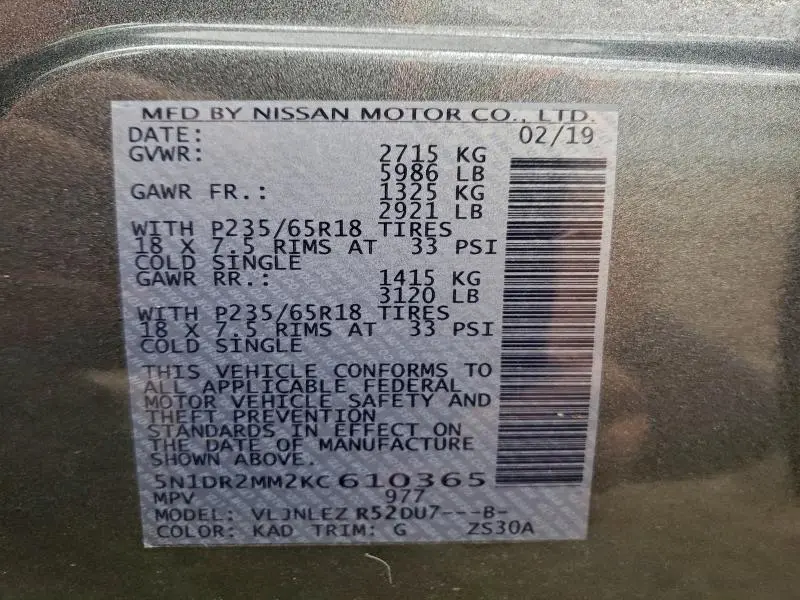 MFD BY NISSAN MOTOR CO., LTD.
DATE: 02/19
GVWR: 2715 KG
5986 LB
GAWR FR.: 1325 KG
2921 LB
WITH P235/65R18 TIRES
18 X 7.5 RIMS AT 33 PSI
COLD SINGLE
GAWR RR.: 1415 KG
3120 LB
WITH P235/65R18 TIRES
18 X 7.5 RIMS AT 33 PSI
COLD SINGLE
THIS VEHICLE CONFORMS TO
ALL APPLICABLE FEDERAL
MOTOR VEHICLE SAFETY AND
THEFT PREVENTION
STANDARDS IN EFFECT ON
THE DATE OF MANUFACTURE
SHOWN ABOVE.
5N1DR2MM2KC610365
MPV 977
MODEL: VLJNLEZ R52DU7---B-
COLOR: KAD TRIM: G ZS30A